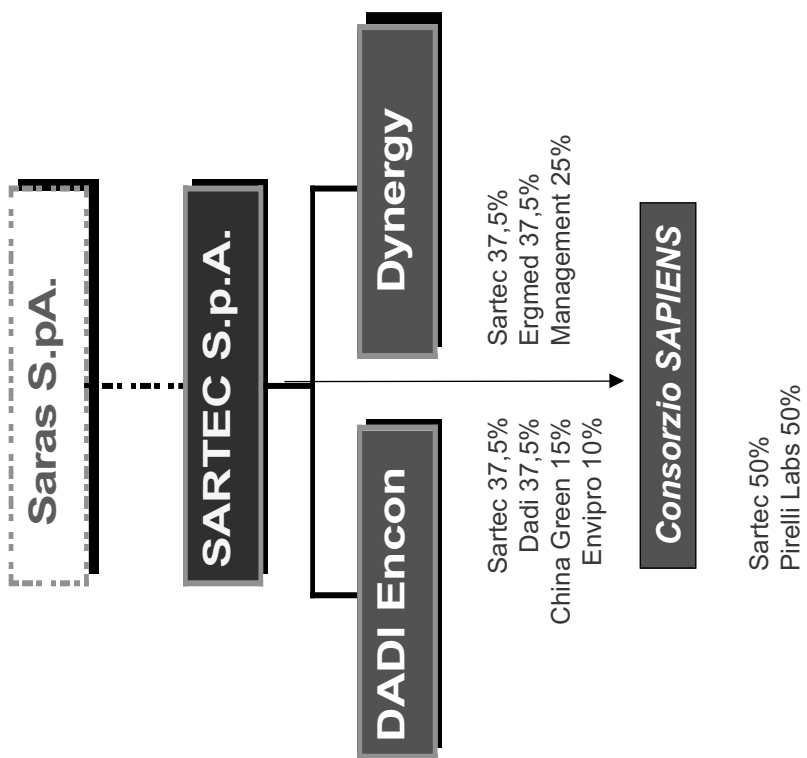 Saras S.pA.
SARTEC S.p.A.
DADI Encon
Dynergy
Sartec 37,5%
Dadi 37,5%
China Green 15%
Envipro 10%
Sartec 37,5%
Ergmed 37,5%
Management 25%
Consorzio SAPIENS
Sartec 50%
Pirelli Labs 50%